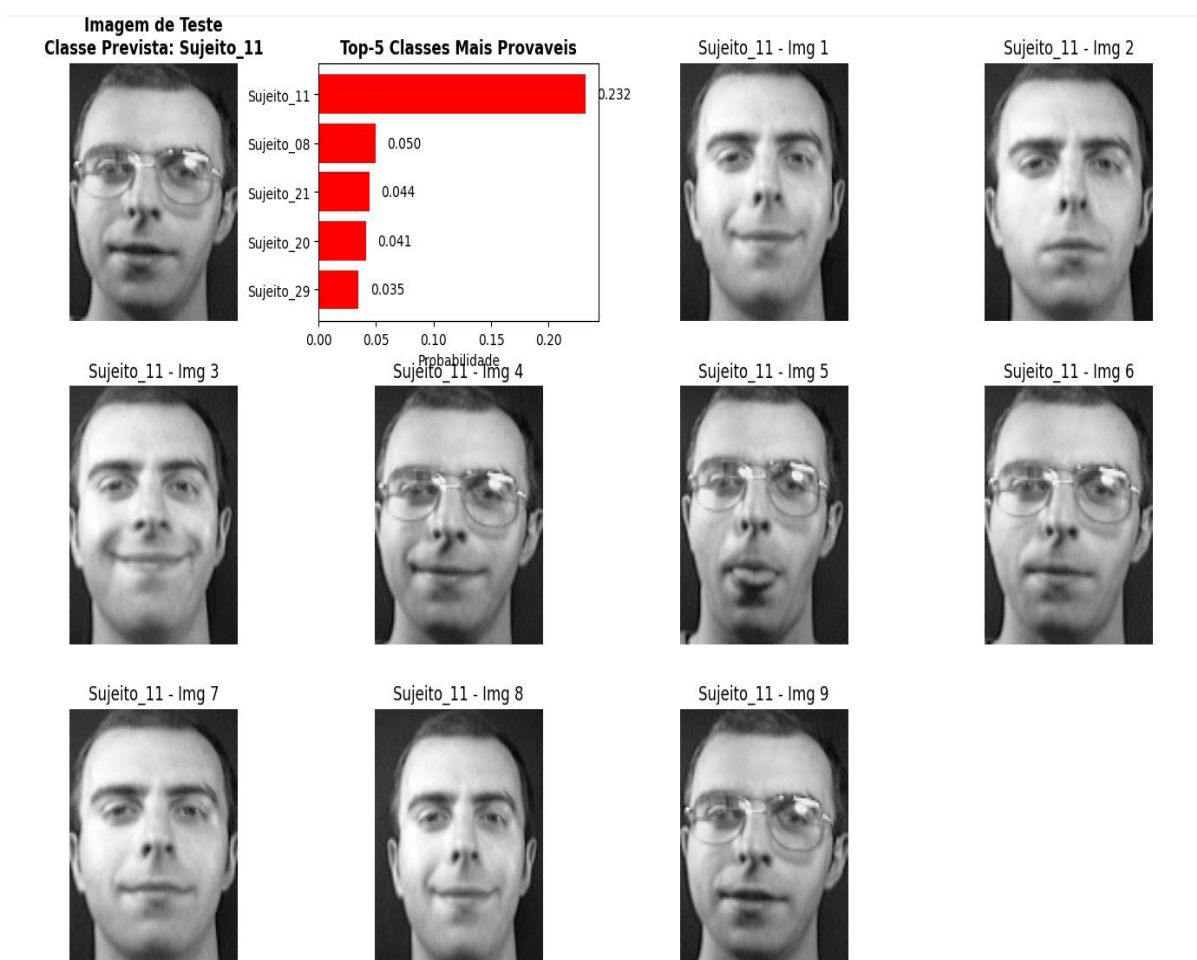 Imagem de Teste
Classe Prevista: Sujeito_11
Top-5 Classes Mais Provaveis
Sujeito_11
0.232
Sujeito_08
0.050
Sujeito_21
0.044
Sujeito_20
0.041
Sujeito_29
0.035
0.00 0.05 0.10 0.15 0.20
Probabilidade
Sujeito_11 - Img 1
Sujeito_11 - Img 2
Sujeito_11 - Img 3
Sujeito_11 - Img 4
Sujeito_11 - Img 5
Sujeito_11 - Img 6
Sujeito_11 - Img 7
Sujeito_11 - Img 8
Sujeito_11 - Img 9